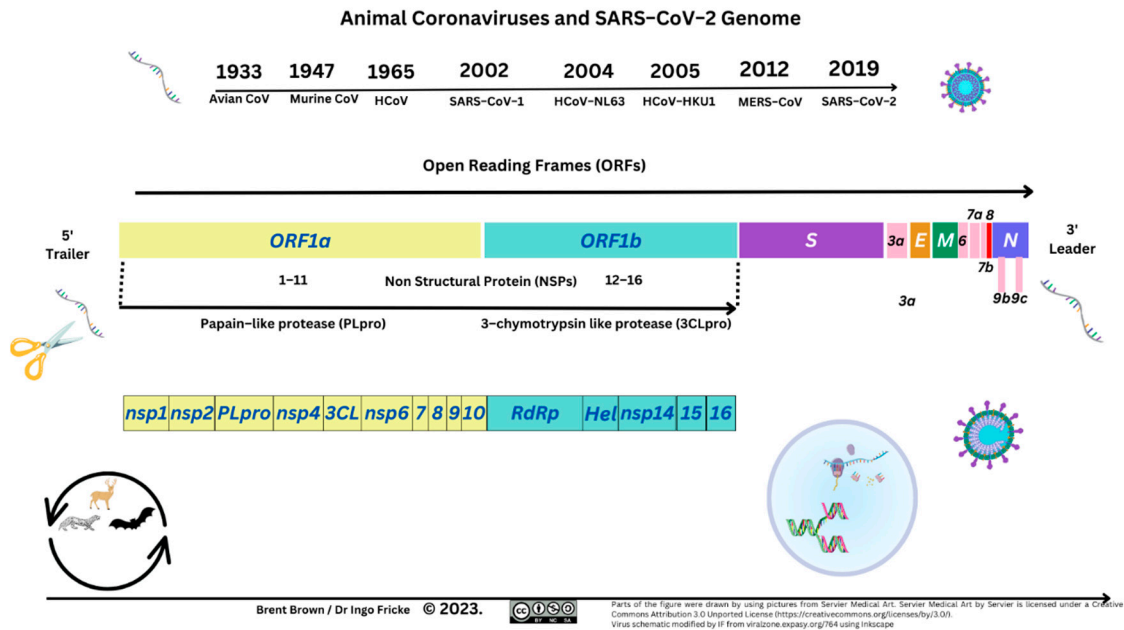 Animal Coronaviruses and SARS-CoV-2 Genome
1933 1947 1965 2002 2004 2005 2012 2019
Avian CoV Murine CoV HCoV SARS-CoV-1 HCoV-NL63 HCoV-HKU1 MERS-CoV SARS-CoV-2
Open Reading Frames (ORFs)
7a 8
5' Trailer
ORF1a ORF1b S 3a E M 6 N
3' Leader
7b
1-11 Non Structural Protein (NSPs) 12-16
3a
9b 9c
Papain-like protease (PLpro) 3-chymotrypsin like protease (3CLpro)
nsp1 nsp2 PLpro nsp4 3CL nsp6 7 8 9 10 RdRp Hel nsp14 15 16
Brent Brown / Dr Ingo Fricke © 2023.
CC BY NC SA
Parts of the figure were drawn by using pictures from Servier Medical Art. Servier Medical Art by Servier is licensed under a Creative
Commons Attribution 3.0 Unported License (https://creativecommons.org/licenses/by/3.0/).
Virus schematic modified by IF from viralzone.expasy.org/764 using Inkscape